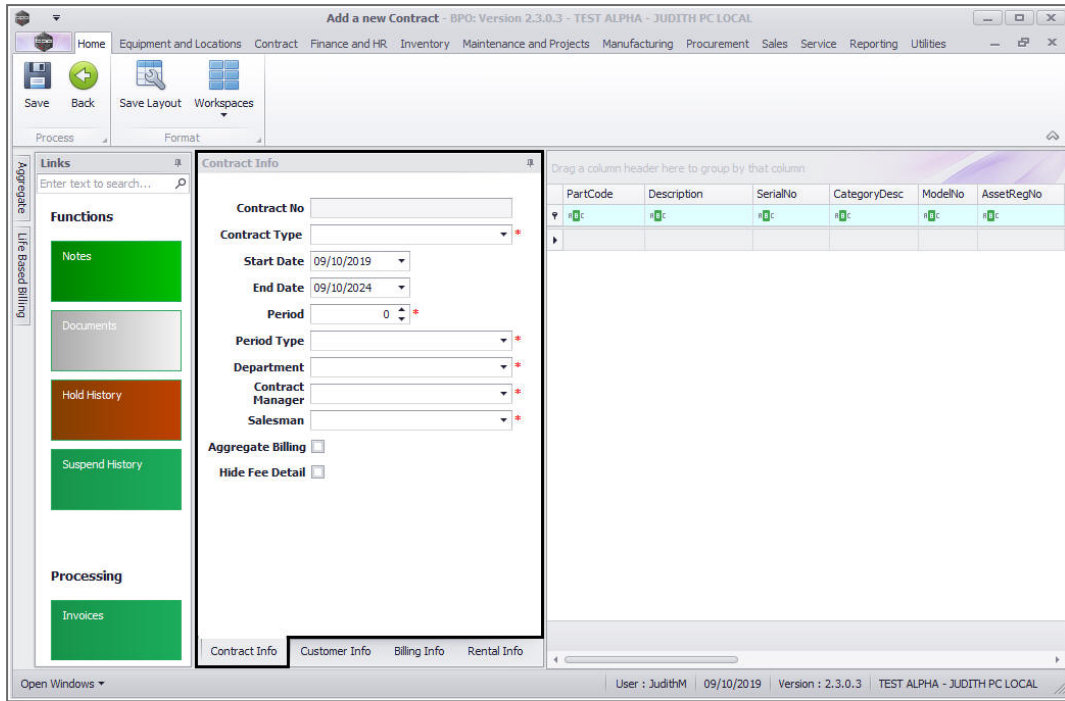 Add a new Contract - BPO: Version 2.3.0.3 - TEST ALPHA - JUDITH PC LOCAL
Home Equipment and Locations Contract Finance and HR Inventory Maintenance and Projects Manufacturing Procurement Sales Service Reporting Utilities
Save Back Save Layout Workspaces
Process Format
Aggregate
Life Based Billing
Links
Enter text to search...
Functions
Notes
Documents
Hold History
Suspend History
Processing
Invoices
Contract Info
Contract No
Contract Type *
Start Date 09/10/2019
End Date 09/10/2024
Period 0 *
Period Type *
Department *
Contract
Manager *
Salesman *
Aggregate Billing
Hide Fee Detail
Contract Info Customer Info Billing Info Rental Info
Drag a column header here to group by that column
PartCode Description SerialNo CategoryDesc ModelNo AssetRegNo
ABC ABC ABC ABC ABC ABC
Open Windows User : JudithM 09/10/2019 Version : 2.3.0.3 TEST ALPHA - JUDITH PC LOCAL